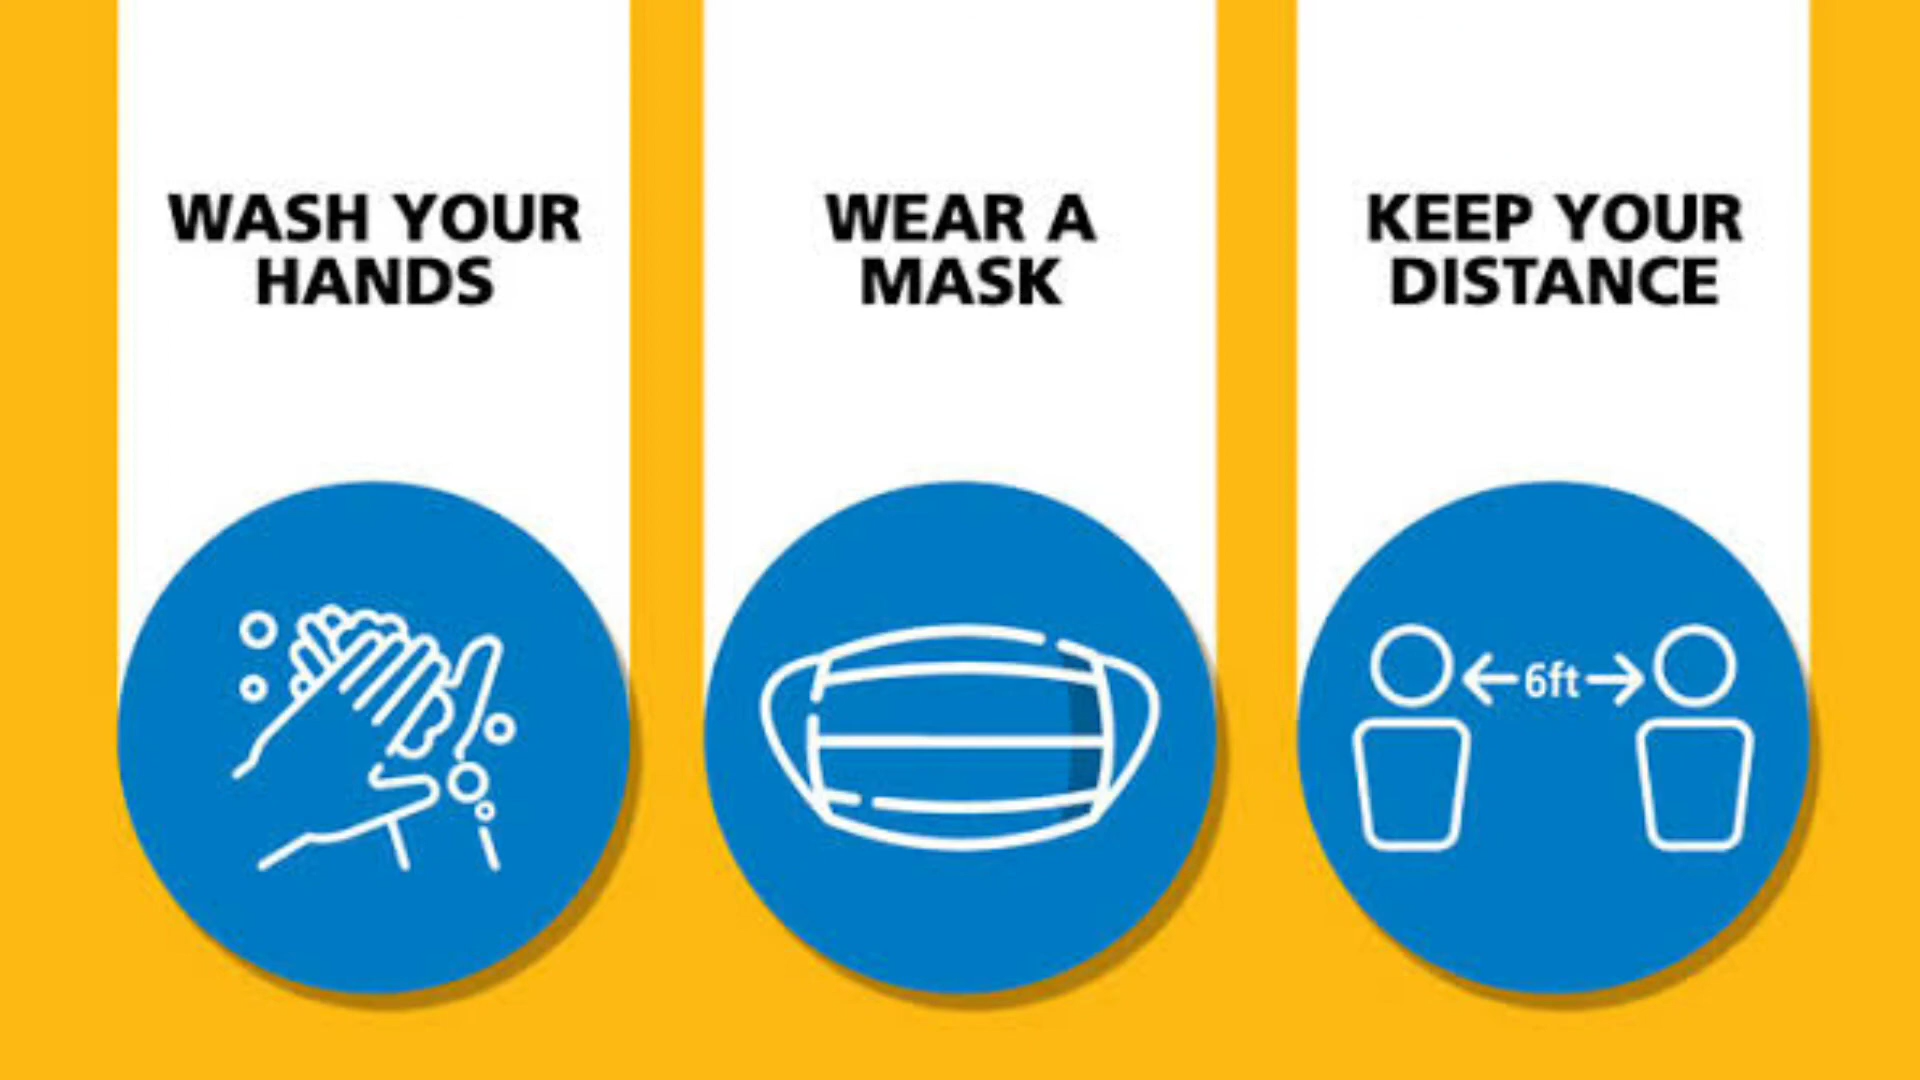 WASH YOUR
HANDS
WEAR A
MASK
KEEP YOUR
DISTANCE
6ft